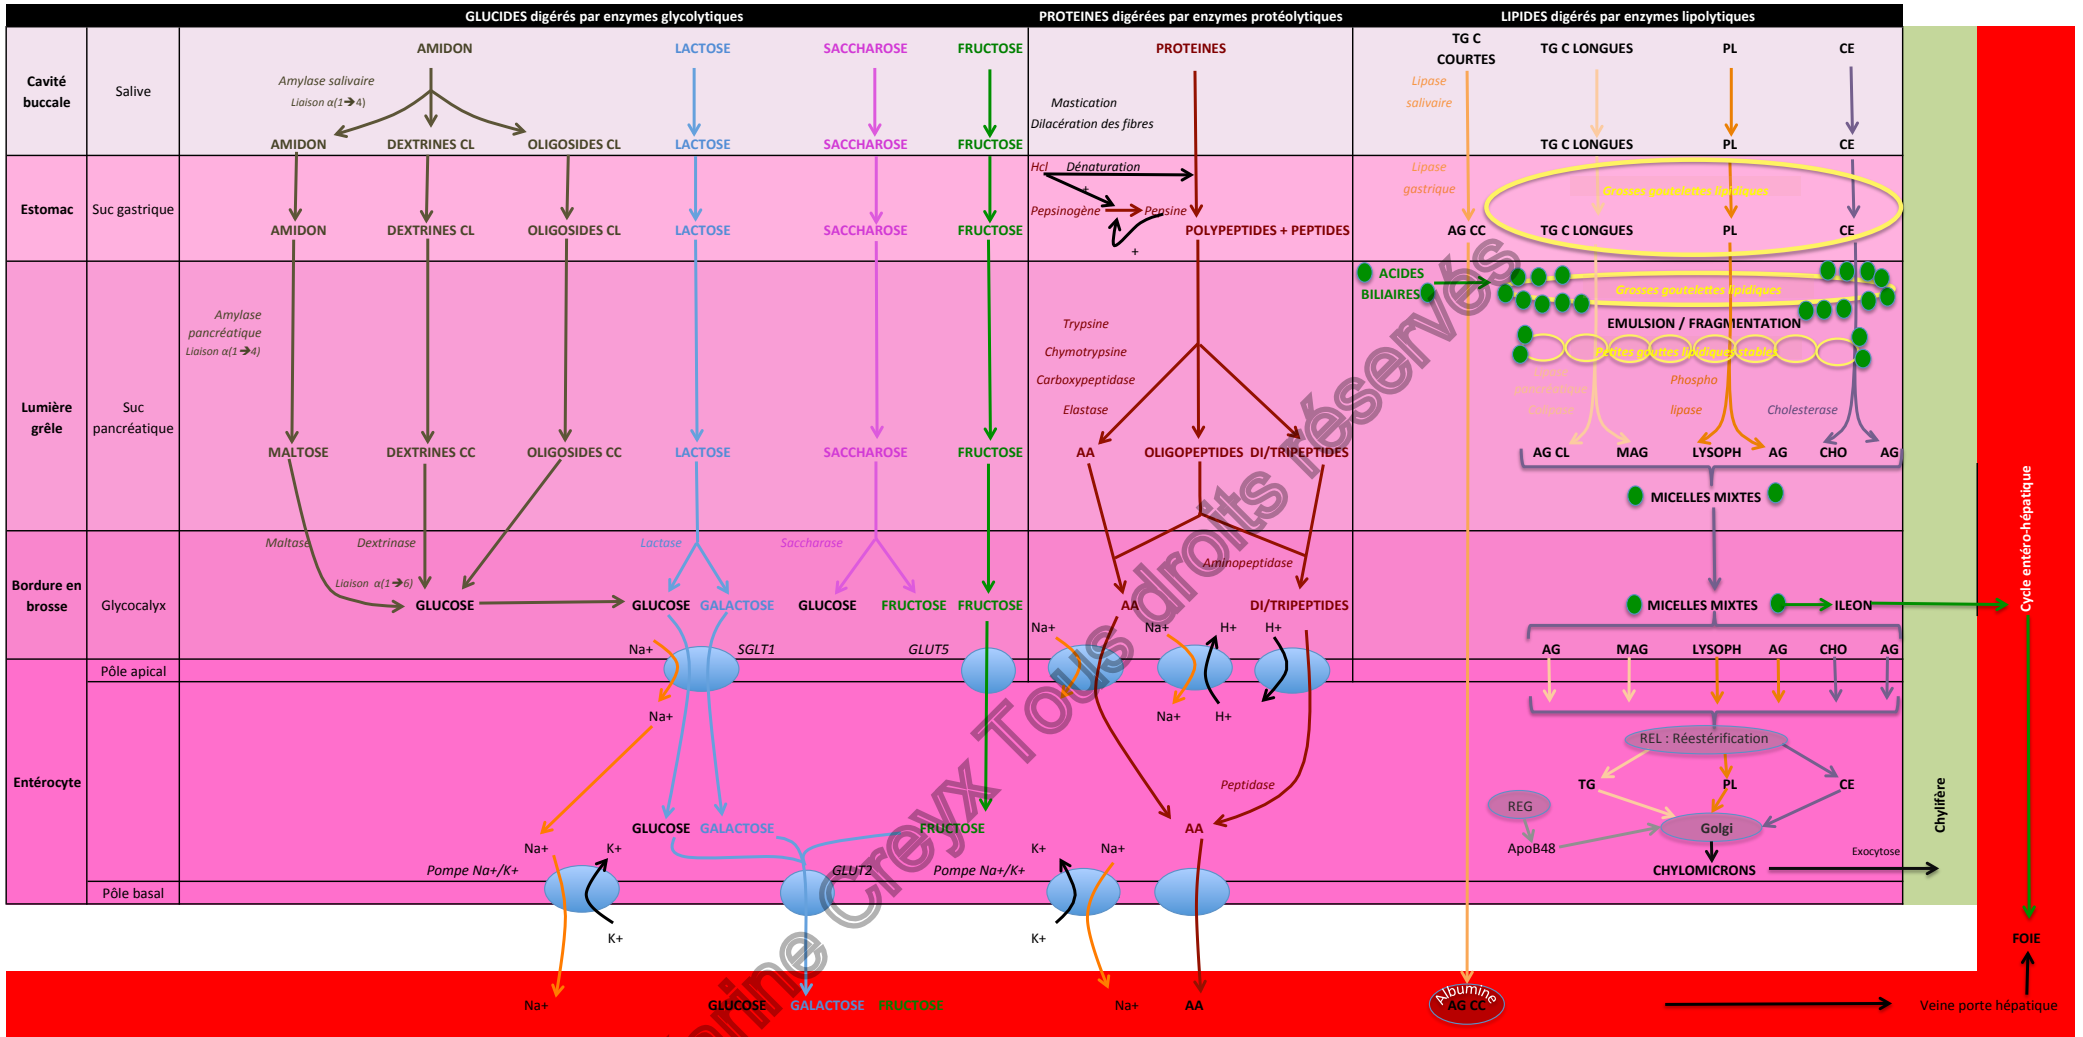 GLUCIDES digérés par enzymes glycolytiques
PROTEINES digérées par enzymes protéolytiques
LIPIDES digérés par enzymes lipolytiques
Cavité
buccale
Salive
AMIDON
LACTOSE
SACCHAROSE
FRUCTOSE
PROTEINES
TG C
COURTES
TG C LONGUES
PL
CE
Amylase salivaire
Liaison α(1➔4)
Mastication
Dilacération des fibres
Lipase
salivaire
AMIDON
DEXTRINES CL
OLIGOSIDES CL
LACTOSE
SACCHAROSE
FRUCTOSE
TG C LONGUES
PL
CE
Estomac
Suc gastrique
Hcl
Dénaturation
+
Pepsinogène
Pepsine
+
Lipase
gastrique
Grosses goutelettes lipidiques
AMIDON
DEXTRINES CL
OLIGOSIDES CL
LACTOSE
SACCHAROSE
FRUCTOSE
POLYPEPTIDES + PEPTIDES
AG CC
TG C LONGUES
PL
CE
Lumière
grêle
Suc
pancréatique
Amylase
pancréatique
Liaison α(1➔4)
Trypsine
Chymotrypsine
Carboxypeptidase
Elastase
ACIDES
BILIAIRES
Grosses goutelettes lipidiques
EMULSION / FRAGMENTATION
Petites gouttes lipidiques stables
Lipase
pancréatique
Colipase
Phospho
lipase
Cholesterase
MALTOSE
DEXTRINES CC
OLIGOSIDES CC
LACTOSE
SACCHAROSE
FRUCTOSE
AA
OLIGOPEPTIDES
DI/TRIPEPTIDES
AG CL
MAG
LYSOPH
AG
CHO
AG
MICELLES MIXTES
Bordure en
brosse
Glycocalyx
Maltase
Dextrinase
Liaison α(1➔6)
Lactase
Saccharase
Aminopeptidase
GLUCOSE
GLUCOSE
GALACTOSE
GLUCOSE
FRUCTOSE
FRUCTOSE
AA
DI/TRIPEPTIDES
MICELLES MIXTES
ILEON
Na+
SGLT1
GLUT5
Na+
Na+
H+
H+
AG
MAG
LYSOPH
AG
CHO
AG
Entérocyte
Pôle apical
Na+
Na+
H+
REL : Réestérification
TG
PL
CE
Peptidase
REG
Golgi
ApoB48
GLUCOSE
GALACTOSE
FRUCTOSE
AA
Na+
K+
K+
Na+
Pompe Na+/K+
GLUT2
Pompe Na+/K+
Exocytose
CHYLOMICRONS
Pôle basal
K+
K+
Na+
GLUCOSE
GALACTOSE
FRUCTOSE
Na+
AA
Albumine
AG CC
Veine porte hépatique
FOIE
Chylifère
Cycle entéro-hépatique
arine Creyx Tous droits réservés